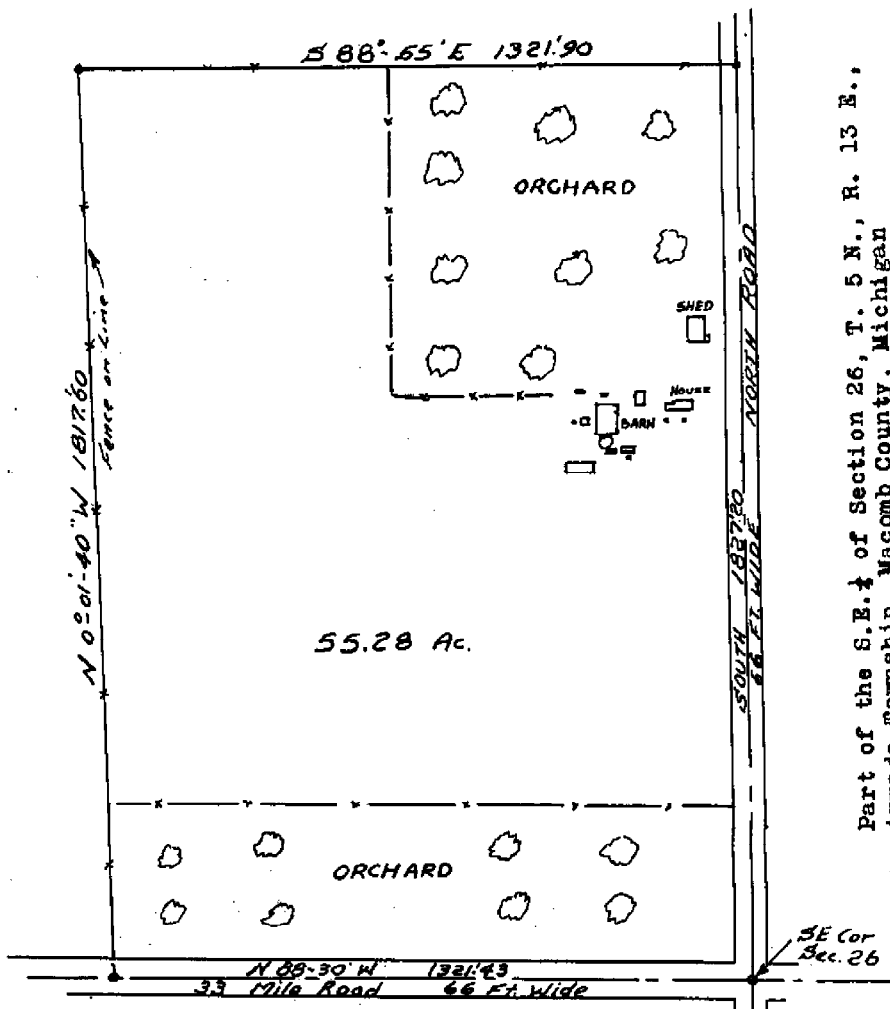 S 88°-55' E 1321.90
ORCHARD
SHED
HOUSE
BARN
NORTH ROAD
SOUTH 1827.20
66 FT. WIDE
N 0°-01'-40" W 1817.60
Fence on Line
55.28 Ac.
ORCHARD
N 88-30' W 1321.43
33 Mile Road 66 Ft. Wide
SE Cor
Sec. 26
Part of the S.E.¼ of Section 26, T. 5 N., R. 13 E.,
Township, Macomb County, Michigan